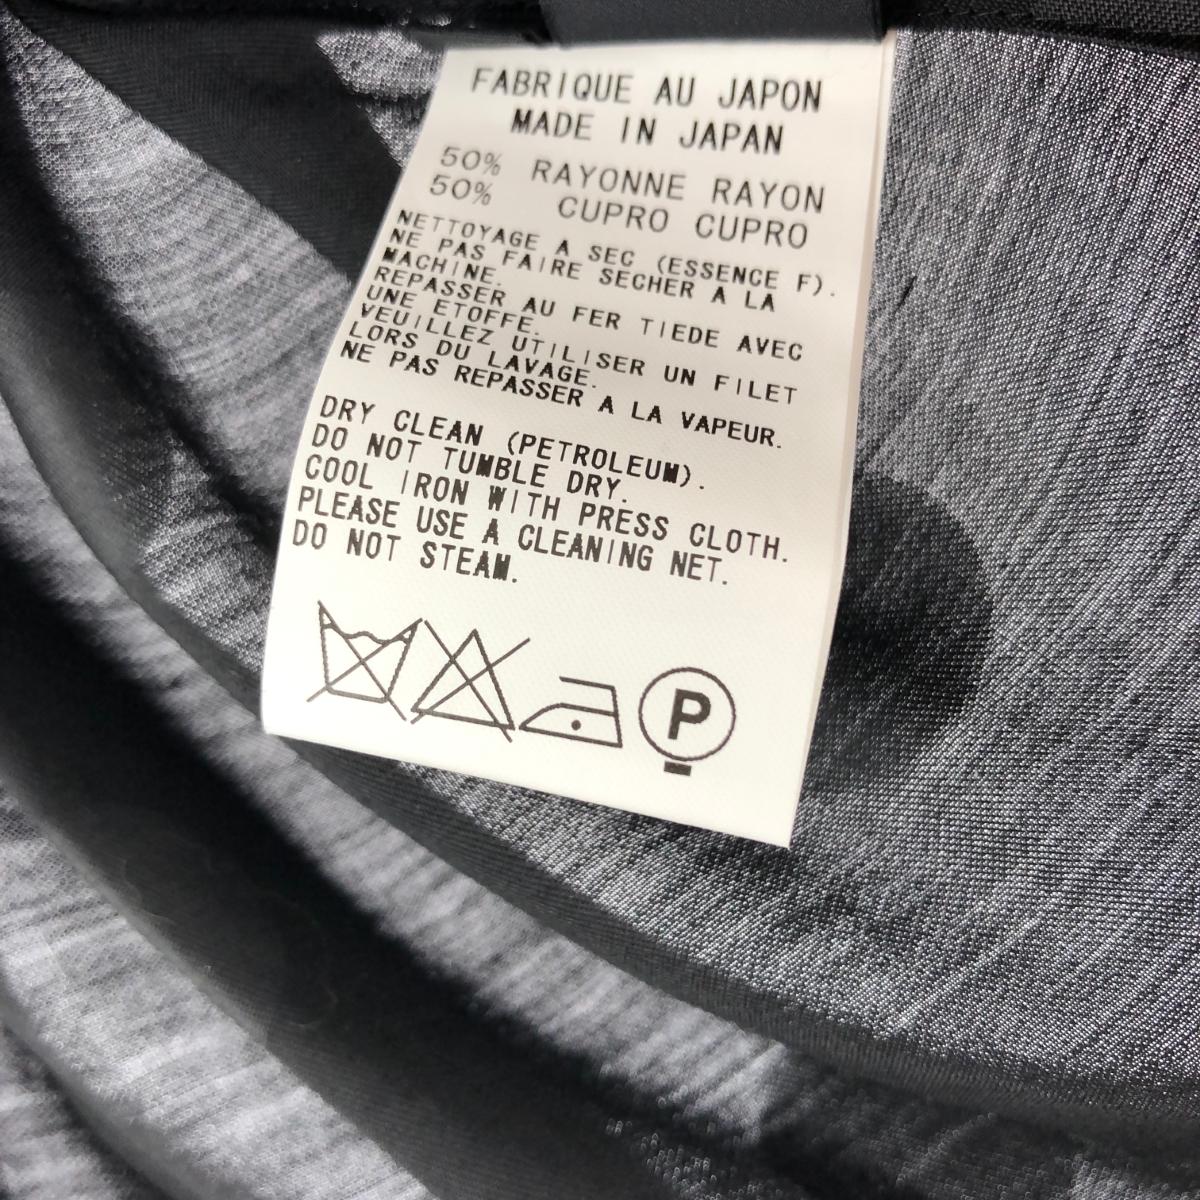 FABRIQUE AU JAPON
MADE IN JAPAN
50% RAYONNE RAYON
50% CUPRO CUPRO
NETTOYAGE A SEC (ESSENCE F).
NE PAS FAIRE SECHER A LA
MACHINE.
REPASSER AU FER TIEDE AVEC
UNE ETOFFE.
VEUILLEZ UTILISER UN FILET
LORS DU LAVAGE.
NE PAS REPASSER A LA VAPEUR.
DRY CLEAN (PETROLEUM).
DO NOT TUMBLE DRY.
COOL IRON WITH PRESS CLOTH.
PLEASE USE A CLEANING NET.
DO NOT STEAM.
P